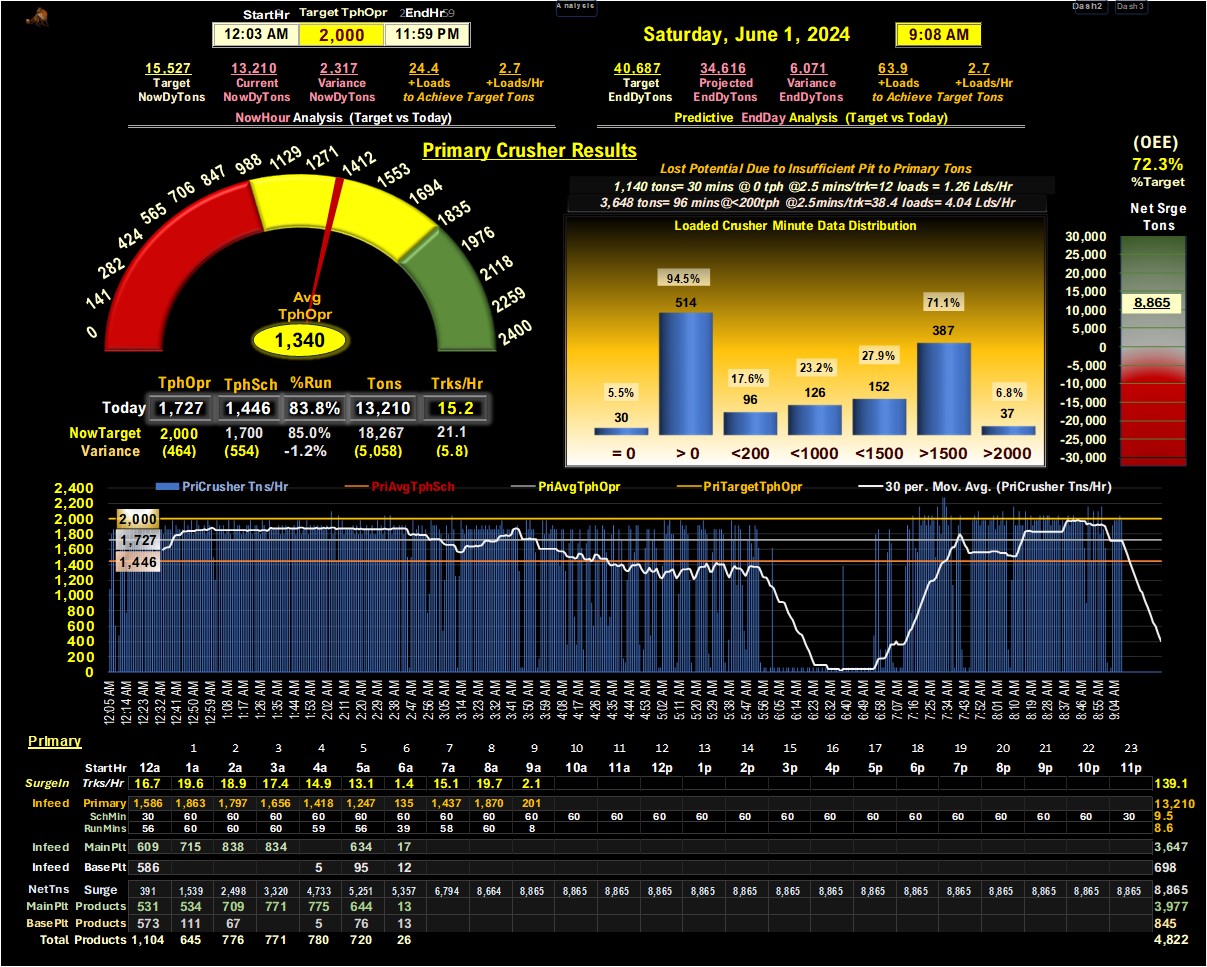 StartHr Target TphOpr EndHr
12:03 AM 2,000 11:59 PM
Analysis
Saturday, June 1, 2024 9:08 AM
Dash2 Dash 3
15,527 13,210 2,317 24.4 2.7
Target Current Variance +Loads +Loads/Hr
NowDyTons NowDyTons NowDyTons to Achieve Target Tons
NowHour Analysis (Target vs Today)
40,687 34,616 6,071 63.9 2.7
Target Projected Variance +Loads +Loads/Hr
EndDyTons EndDyTons EndDyTons to Achieve Target Tons
Predictive EndDay Analysis (Target vs Today)
Primary Crusher Results
0 141 282 424 565 706 847 988 1129 1271 1412 1553 1694 1835 1976 2118 2259 2400
Avg
TphOpr
1,340
TphOpr TphSch %Run Tons Trks/Hr
Today 1,727 1,446 83.8% 13,210 15.2
NowTarget 2,000 1,700 85.0% 18,267 21.1
Variance (464) (554) -1.2% (5,058) (5.8)
Lost Potential Due to Insufficient Pit to Primary Tons
1,140 tons= 30 mins @ 0 tph @2.5 mins/trk=12 loads = 1.26 Lds/Hr
3,648 tons= 96 mins@<200tph @2.5mins/trk=38.4 loads= 4.04 Lds/Hr
Loaded Crusher Minute Data Distribution
5.5% 94.5% 17.6% 23.2% 27.9% 71.1% 6.8%
30 514 96 126 152 387 37
= 0 > 0 <200 <1000 <1500 >1500 >2000
(OEE)
72.3%
%Target
Net Srge
Tons
30,000
25,000
20,000
15,000
10,000
5,000
0
-5,000
-10,000
-15,000
-20,000
-25,000
-30,000
8,865
PriCrusher Tns/Hr PriAvgTphSch PriAvgTphOpr PriTargetTphOpr 30 per. Mov. Avg. (PriCrusher Tns/Hr)
2,400
2,200
2,000
1,800
1,600
1,400
1,200
1,000
800
600
400
200
0
2,000
1,727
1,446
12:05 AM 12:14 AM 12:23 AM 12:32 AM 12:41 AM 12:50 AM 12:59 AM 1:08 AM 1:17 AM 1:26 AM 1:35 AM 1:44 AM 1:53 AM 2:02 AM 2:11 AM 2:20 AM 2:29 AM 2:38 AM 2:47 AM 2:56 AM 3:05 AM 3:14 AM 3:23 AM 3:32 AM 3:41 AM 3:50 AM 3:59 AM 4:08 AM 4:17 AM 4:26 AM 4:35 AM 4:44 AM 4:53 AM 5:02 AM 5:11 AM 5:20 AM 5:29 AM 5:38 AM 5:47 AM 5:56 AM 6:05 AM 6:14 AM 6:23 AM 6:32 AM 6:40 AM 6:49 AM 6:58 AM 7:07 AM 7:16 AM 7:25 AM 7:34 AM 7:43 AM 7:52 AM 8:01 AM 8:10 AM 8:19 AM 8:28 AM 8:37 AM 8:46 AM 8:55 AM 9:04 AM
Primary
1 2 3 4 5 6 7 8 9 10 11 12 13 14 15 16 17 18 19 20 21 22 23
StartHr 12a 1a 2a 3a 4a 5a 6a 7a 8a 9a 10a 11a 12p 1p 2p 3p 4p 5p 6p 7p 8p 9p 10p 11p
SurgeIn Trks/Hr 16.7 19.6 18.9 17.4 14.9 13.1 1.4 15.1 19.7 2.1 139.1
Infeed Primary 1,586 1,863 1,797 1,656 1,418 1,247 135 1,437 1,870 201 13,210
SchMin 30 60 60 60 60 60 60 60 60 60 60 60 60 60 60 60 60 60 60 60 60 60 60 30 9.5
RunMins 56 60 60 60 59 56 39 58 60 8 8.6
Infeed MainPlt 609 715 838 834 634 17 3,647
Infeed BasePlt 586 5 95 12 698
NetTns Surge 391 1,539 2,498 3,320 4,733 5,251 5,357 6,794 8,664 8,865 8,865 8,865 8,865 8,865 8,865 8,865 8,865 8,865 8,865 8,865 8,865 8,865 8,865 8,865 8,865
MainPlt Products 531 534 709 771 775 644 13 3,977
BasePlt Products 573 111 67 5 76 13 845
Total Products 1,104 645 776 771 780 720 26 4,822